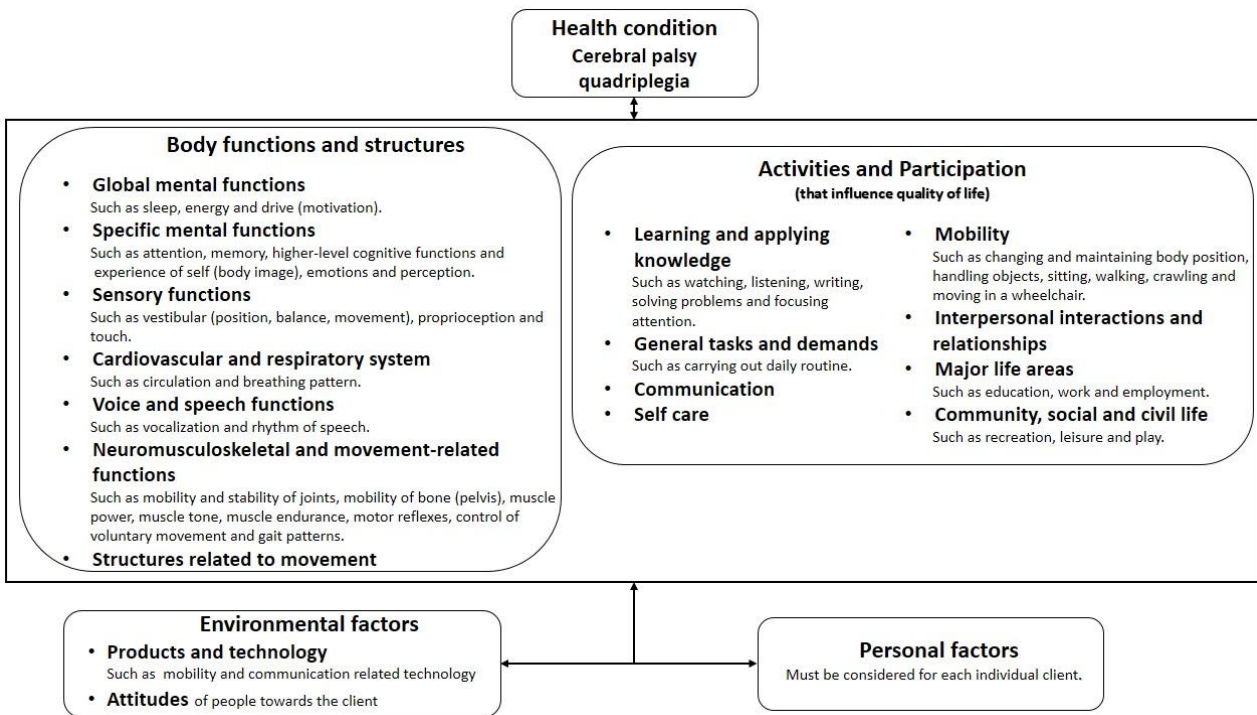 Health condition
Cerebral palsy
quadriplegia
Body functions and structures
• Global mental functions
Such as sleep, energy and drive (motivation).
• Specific mental functions
Such as attention, memory, higher-level cognitive functions and
experience of self (body image), emotions and perception.
• Sensory functions
Such as vestibular (position, balance, movement), proprioception and
touch.
• Cardiovascular and respiratory system
Such as circulation and breathing pattern.
• Voice and speech functions
Such as vocalization and rhythm of speech.
• Neuromusculoskeletal and movement-related
functions
Such as mobility and stability of joints, mobility of bone (pelvis), muscle
power, muscle tone, muscle endurance, motor reflexes, control of
voluntary movement and gait patterns.
• Structures related to movement
Activities and Participation
(that influence quality of life)
• Learning and applying
knowledge
Such as watching, listening, writing,
solving problems and focusing
attention.
• General tasks and demands
Such as carrying out daily routine.
• Communication
• Self care
• Mobility
Such as changing and maintaining body position,
handling objects, sitting, walking, crawling and
moving in a wheelchair.
• Interpersonal interactions and
relationships
• Major life areas
Such as education, work and employment.
• Community, social and civil life
Such as recreation, leisure and play.
Environmental factors
• Products and technology
Such as mobility and communication related technology
• Attitudes of people towards the client
Personal factors
Must be considered for each individual client.